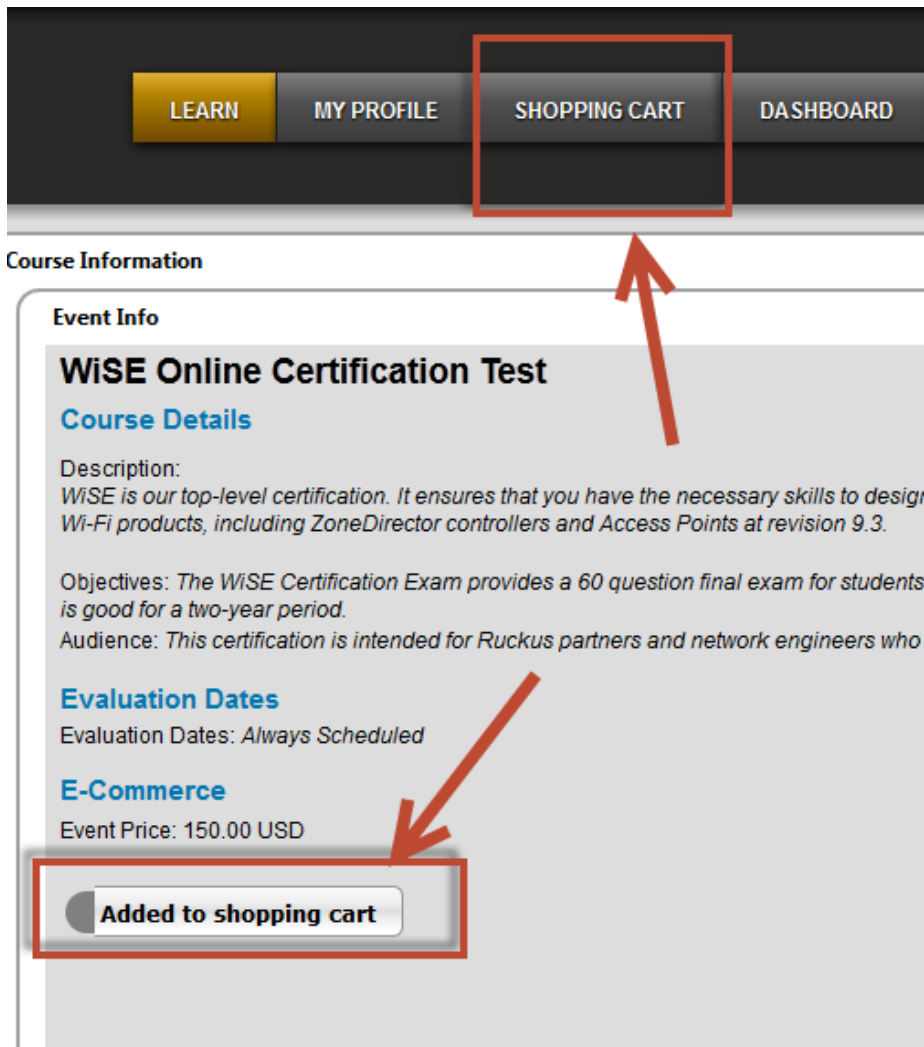 LEARN MY PROFILE SHOPPING CART DASHBOARD
Course Information
Event Info
WiSE Online Certification Test
Course Details
Description:
WiSE is our top-level certification. It ensures that you have the necessary skills to design
Wi-Fi products, including ZoneDirector controllers and Access Points at revision 9.3.
Objectives: The WiSE Certification Exam provides a 60 question final exam for students
is good for a two-year period.
Audience: This certification is intended for Ruckus partners and network engineers who
Evaluation Dates
Evaluation Dates: Always Scheduled
E-Commerce
Event Price: 150.00 USD
Added to shopping cart